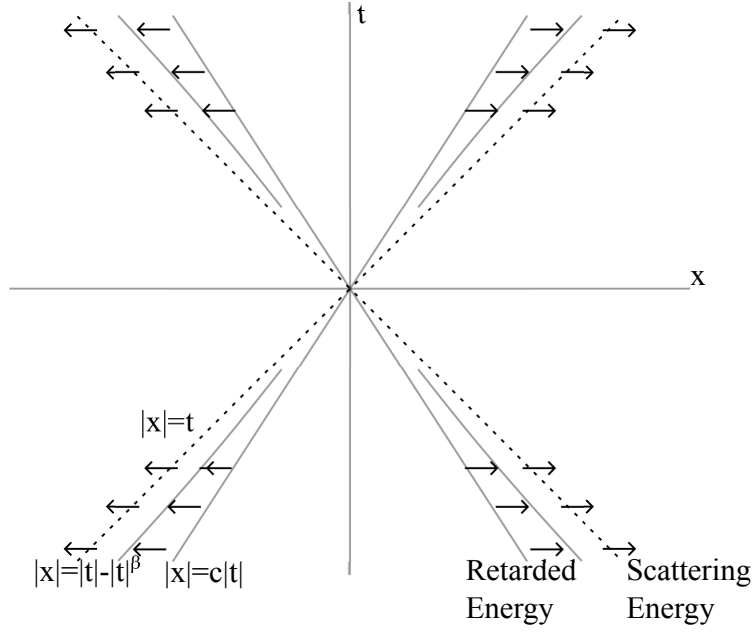 t
x
|x|=t
|x|=|t|-|t|^β
|x|=c|t|
Retarded
Energy
Scattering
Energy